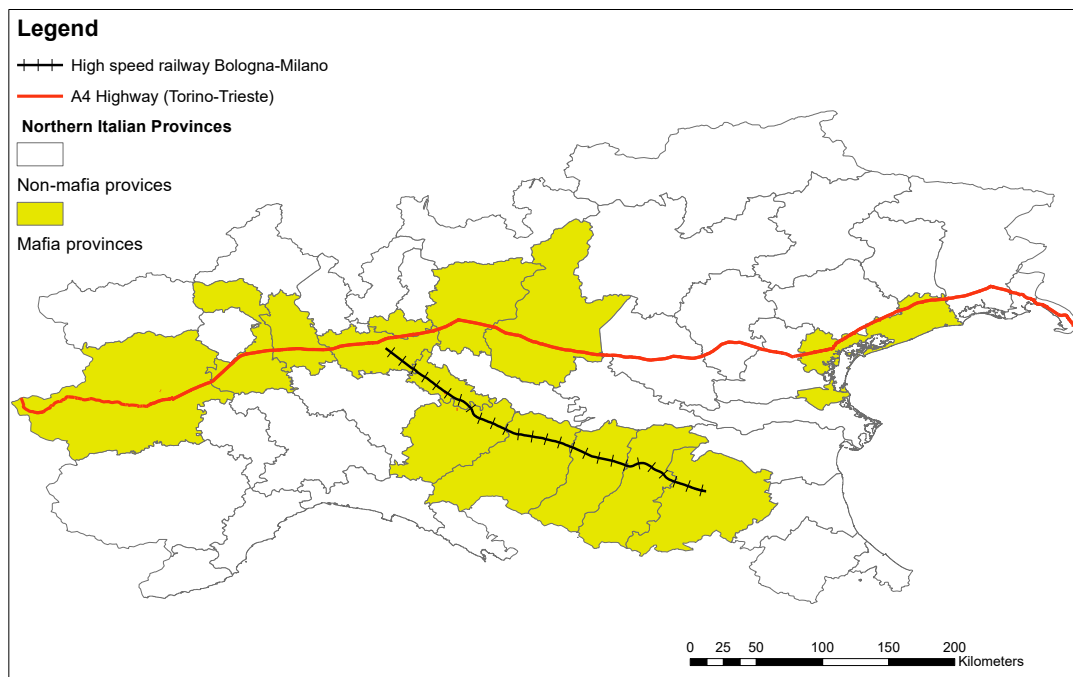 Legend
High speed railway Bologna-Milano
A4 Highway (Torino-Trieste)
Northern Italian Provinces
Non-mafia provices
Mafia provinces
0 25 50 100 150 200
Kilometers